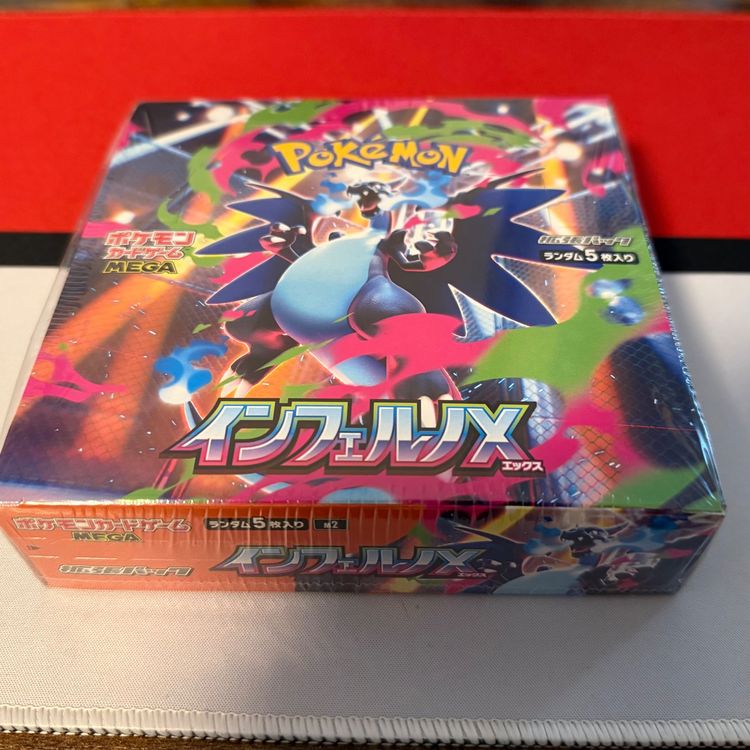 POKÉMON
ポケモン
カードゲーム
MEGA
拡張パック
ランダム5枚入り
インフェルノX
エックス
ポケモンカードゲーム
MEGA
ランダム5枚入り
M2
拡張パック
インフェルノX
エックス